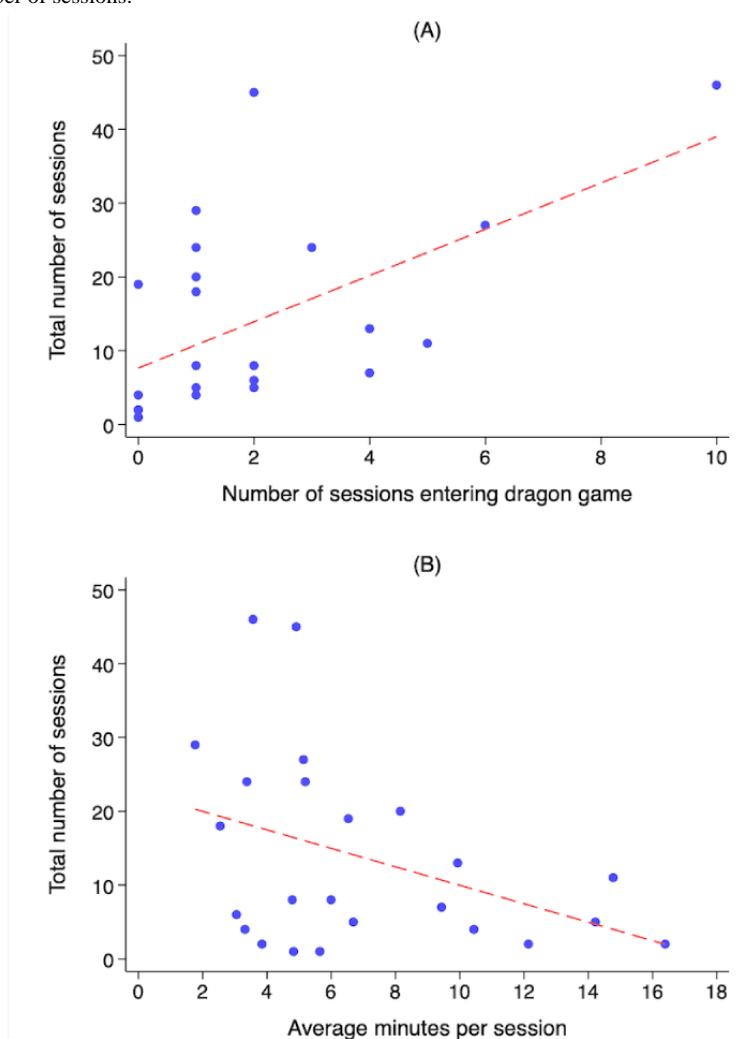 of sessions.
(A)
50
40
30
20
10
0
Total number of sessions
0 2 4 6 8 10
Number of sessions entering dragon game
(B)
50
40
30
20
10
0
Total number of sessions
0 2 4 6 8 10 12 14 16 18
Average minutes per session